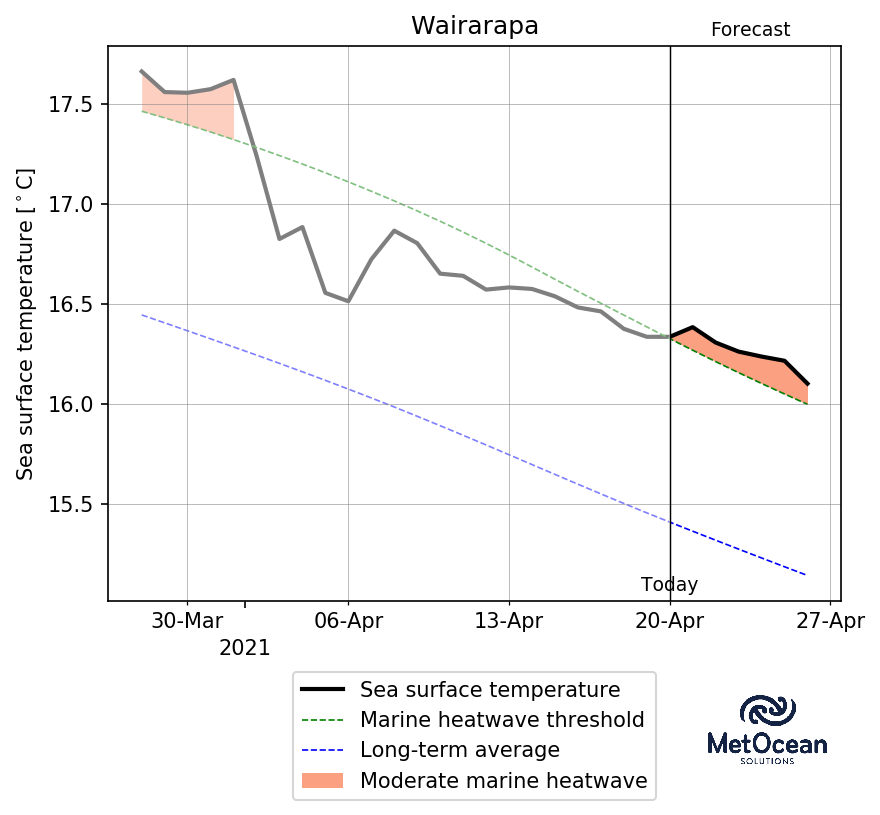 Wairarapa
Forecast
Sea surface temperature [°C]
17.5
17.0
16.5
16.0
15.5
Today
30-Mar
06-Apr
13-Apr
20-Apr
27-Apr
2021
Sea surface temperature
Marine heatwave threshold
Long-term average
Moderate marine heatwave
MetOcean
SOLUTIONS